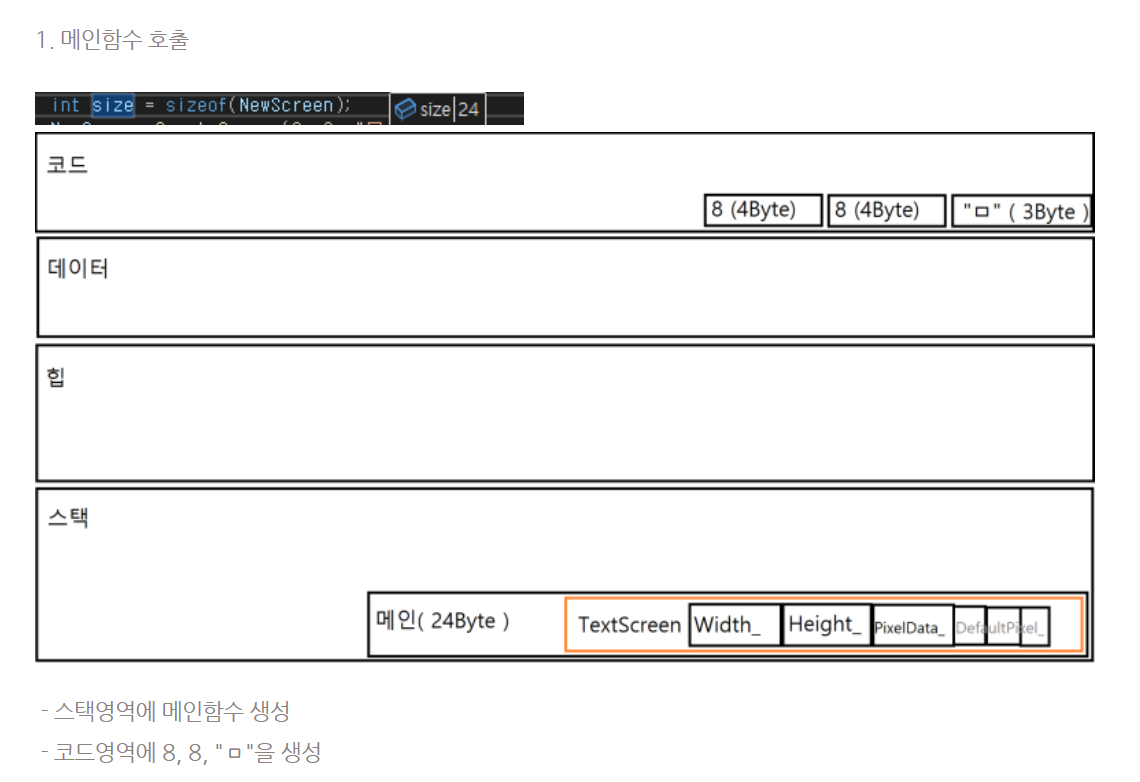 1. 메인함수 호출
int size = sizeof(NewScreen);
size 24
코드
8 (4Byte) 8 (4Byte) "ㅁ" ( 3Byte )
데이터
힙
스택
메인( 24Byte ) TextScreen Width_ Height_ PixelData_ DefaultPixel_
- 스택영역에 메인함수 생성
- 코드영역에 8, 8, "ㅁ"을 생성